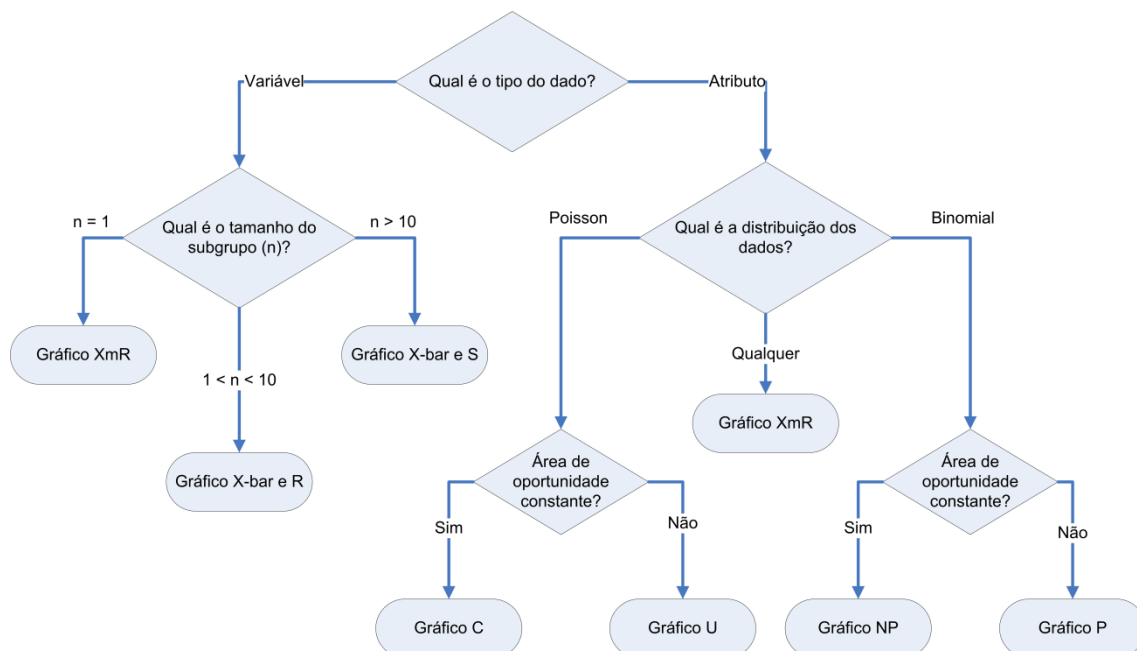 Qual é o tipo do dado?
Variável
Atributo
Qual é o tamanho do
subgrupo (n)?
n = 1
n > 10
1 < n < 10
Gráfico XmR
Gráfico X-bar e S
Gráfico X-bar e R
Qual é a distribuição dos
dados?
Poisson
Binomial
Qualquer
Gráfico XmR
Área de
oportunidade
constante?
Sim
Não
Gráfico C
Gráfico U
Área de
oportunidade
constante?
Sim
Não
Gráfico NP
Gráfico P